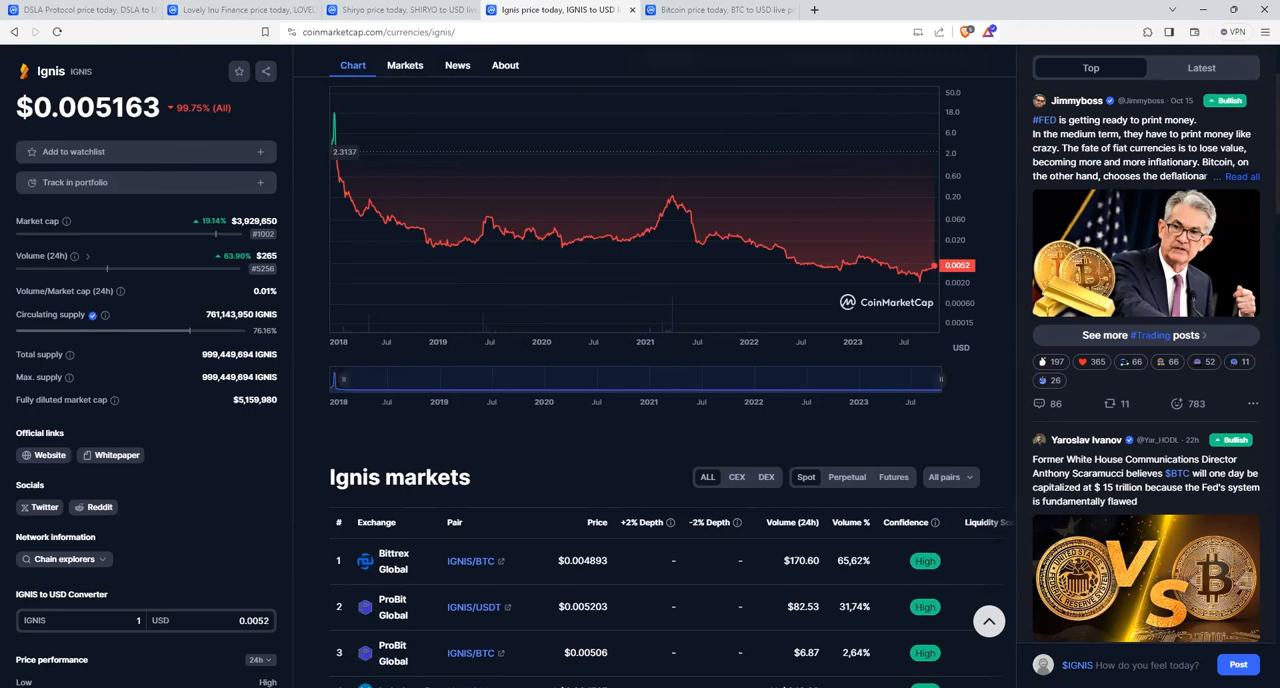 DSLA Protocol price today, DSLA to U
Lovely Inu Finance price today, LOVEL
Shiryo price today, SHIRYO to USD live
Ignis price today, IGNIS to USD l
Bitcoin price today, BTC to USD live p
coinmarketcap.com/currencies/ignis/
VPN
Ignis IGNIS
$0.005163 99.75% (All)
Add to watchlist
Track in portfolio
Market cap 19.14% $3,929,650
#1002
Volume (24h) 63.90% $265
#5256
Volume/Market cap (24h) 0.01%
Circulating supply 761,143,950 IGNIS
76.16%
Total supply 999,449,694 IGNIS
Max. supply 999,449,694 IGNIS
Fully diluted market cap $5,159,980
Official links
Website Whitepaper
Socials
Twitter Reddit
Network information
Chain explorers
IGNIS to USD Converter
IGNIS 1 USD 0.0052
Price performance 24h
Low High
Chart Markets News About
50.0
18.0
6.0
2.3137
2.0
0.60
0.20
0.060
0.020
0.0052
0.0020
0.00060
0.00015
CoinMarketCap
2018 Jul 2019 Jul 2020 Jul 2021 Jul 2022 Jul 2023 Jul
USD
2018 Jul 2019 Jul 2020 Jul 2021 Jul 2022 Jul 2023 Jul
Ignis markets
ALL CEX DEX Spot Perpetual Futures All pairs
# Exchange Pair Price +2% Depth -2% Depth Volume (24h) Volume % Confidence Liquidity Sc
1 Bittrex Global IGNIS/BTC $0.004893 - - $170.60 65,62% High
2 ProBit Global IGNIS/USDT $0.005203 - - $82.53 31,74% High
3 ProBit Global IGNIS/BTC $0.00506 - - $6.87 2,64% High
Top Latest
Jimmyboss @Jimmyboss · Oct 15 Bullish
#FED is getting ready to print money.
In the medium term, they have to print money like
crazy. The fate of fiat currencies is to lose value,
becoming more and more inflationary. Bitcoin, on
the other hand, chooses the deflationar ... Read all
See more #Trading posts
197 365 66 66 52 11
26
86 11 783
Yaroslav Ivanov @Yar_HODL · 22h Bullish
Former White House Communications Director
Anthony Scaramucci believes $BTC will one day be
capitalized at $ 15 trillion because the Fed's system
is fundamentally flawed
VS
$IGNIS How do you feel today? Post